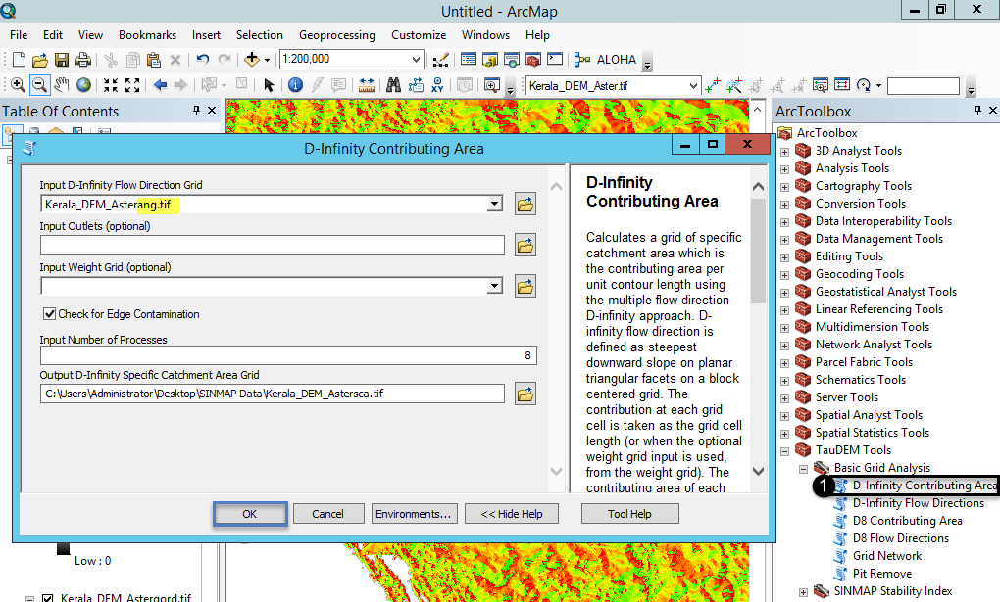 Untitled - ArcMap
File Edit View Bookmarks Insert Selection Geoprocessing Customize Windows Help
1:200,000
ALOHA
Kerala_DEM_Aster.tif
Table Of Contents
ArcToolbox
D-Infinity Contributing Area
Input D-Infinity Flow Direction Grid
Kerala_DEM_Asterang.tif
Input Outlets (optional)
Input Weight Grid (optional)
Check for Edge Contamination
Input Number of Processes
8
Output D-Infinity Specific Catchment Area Grid
C:\Users\Administrator\Desktop\SINMAP Data\Kerala_DEM_Astersca.tif
D-Infinity
Contributing Area
Calculates a grid of specific
catchment area which is
the contributing area per
unit contour length using
the multiple flow direction
D-infinity approach. D-
infinity flow direction is
defined as steepest
downward slope on planar
triangular facets on a block
centered grid. The
contribution at each grid
cell is taken as the grid cell
length (or when the optional
weight grid input is used,
from the weight grid). The
contributing area of each
OK
Cancel
Environments...
<< Hide Help
Tool Help
Low : 0
Kerala_DEM_Astergord.tif
ArcToolbox
3D Analyst Tools
Analysis Tools
Cartography Tools
Conversion Tools
Data Interoperability Tools
Data Management Tools
Editing Tools
Geocoding Tools
Geostatistical Analyst Tools
Linear Referencing Tools
Multidimension Tools
Network Analyst Tools
Parcel Fabric Tools
Schematics Tools
Server Tools
Spatial Analyst Tools
Spatial Statistics Tools
TauDEM Tools
Basic Grid Analysis
1
D-Infinity Contributing Area
D-Infinity Flow Directions
D8 Contributing Area
D8 Flow Directions
Grid Network
Pit Remove
SINMAP Stability Index